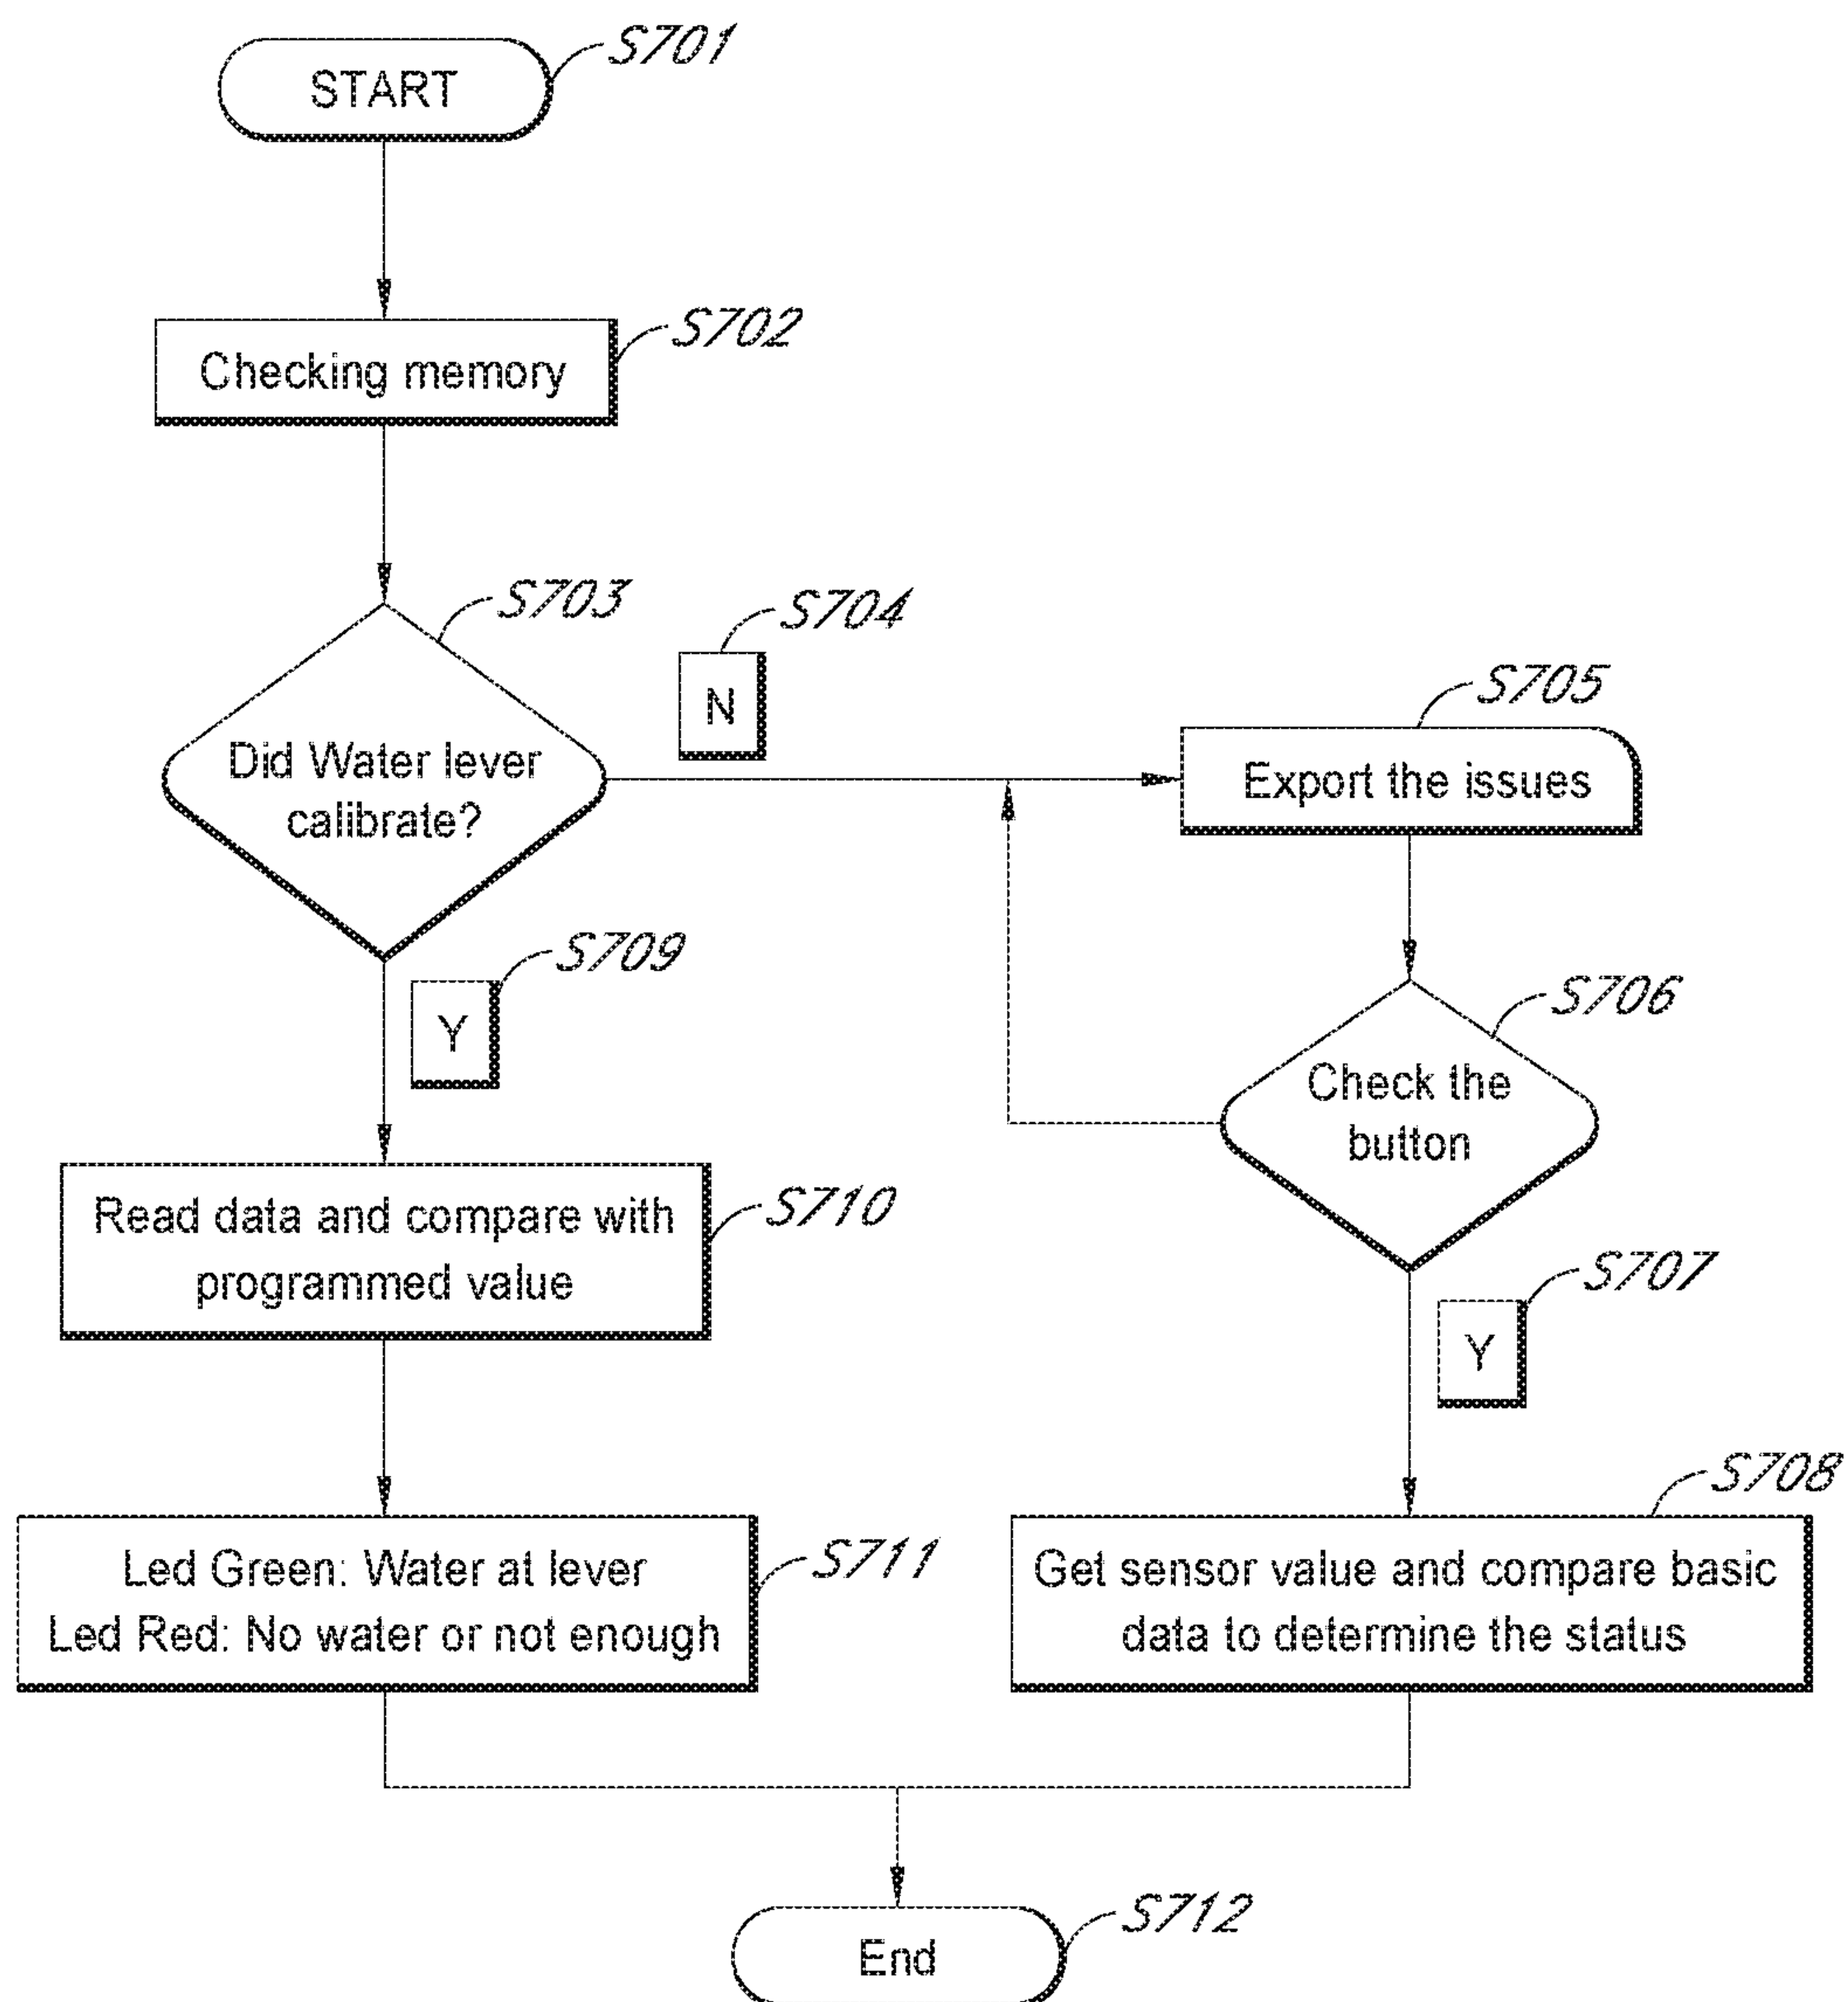 START
S701
Checking memory
S702
Did Water lever
calibrate?
S703
N
S704
Export the issues
S705
Check the
button
S706
Y
S707
Get sensor value and compare basic
data to determine the status
S708
Y
S709
Read data and compare with
programmed value
S710
Led Green: Water at lever
Led Red: No water or not enough
S711
End
S712